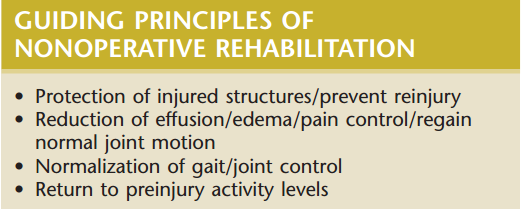 GUIDING PRINCIPLES OF
NONOPERATIVE REHABILITATION
• Protection of injured structures/prevent reinjury
• Reduction of effusion/edema/pain control/regain
normal joint motion
• Normalization of gait/joint control
• Return to preinjury activity levels